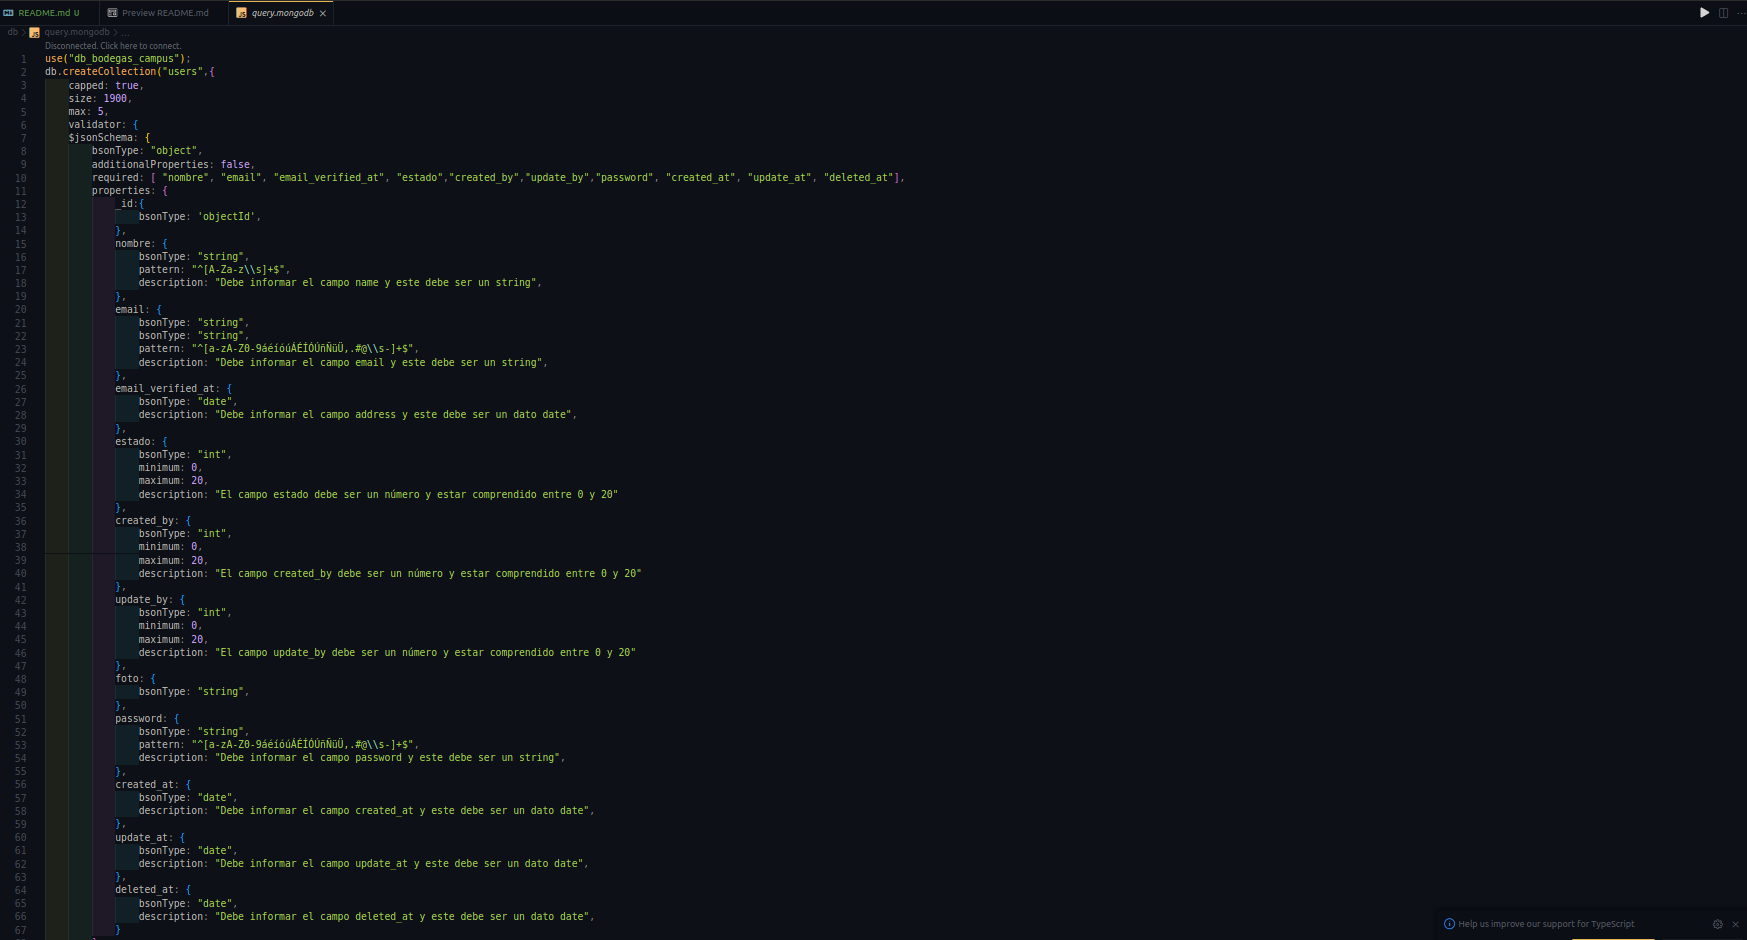 README.md U
Preview README.md
query.mongodb
db > query.mongodb > ...
Disconnected. Click here to connect.
1 use("db_bodegas_campus");
2 db.createCollection("users",{
3 capped: true,
4 size: 1900,
5 max: 5,
6 validator: {
7 $jsonSchema: {
8 bsonType: "object",
9 additionalProperties: false,
10 required: [ "nombre", "email", "email_verified_at", "estado","created_by","update_by","password", "created_at", "update_at", "deleted_at"],
11 properties: {
12 _id:{
13 bsonType: 'objectId',
14 },
15 nombre: {
16 bsonType: "string",
17 pattern: "^[A-Za-z\\s]+$",
18 description: "Debe informar el campo name y este debe ser un string",
19 },
20 email: {
21 bsonType: "string",
22 bsonType: "string",
23 pattern: "^[a-zA-Z0-9áéíóúÁÉÍÓÚñÑüÜ,.#@\\s-]+$",
24 description: "Debe informar el campo email y este debe ser un string",
25 },
26 email_verified_at: {
27 bsonType: "date",
28 description: "Debe informar el campo address y este debe ser un dato date",
29 },
30 estado: {
31 bsonType: "int",
32 minimum: 0,
33 maximum: 20,
34 description: "El campo estado debe ser un número y estar comprendido entre 0 y 20"
35 },
36 created_by: {
37 bsonType: "int",
38 minimum: 0,
39 maximum: 20,
40 description: "El campo created_by debe ser un número y estar comprendido entre 0 y 20"
41 },
42 update_by: {
43 bsonType: "int",
44 minimum: 0,
45 maximum: 20,
46 description: "El campo update_by debe ser un número y estar comprendido entre 0 y 20"
47 },
48 foto: {
49 bsonType: "string",
50 },
51 password: {
52 bsonType: "string",
53 pattern: "^[a-zA-Z0-9áéíóúÁÉÍÓÚñÑüÜ,.#@\\s-]+$",
54 description: "Debe informar el campo password y este debe ser un string",
55 },
56 created_at: {
57 bsonType: "date",
58 description: "Debe informar el campo created_at y este debe ser un dato date",
59 },
60 update_at: {
61 bsonType: "date",
62 description: "Debe informar el campo update_at y este debe ser un dato date",
63 },
64 deleted_at: {
65 bsonType: "date",
66 description: "Debe informar el campo deleted_at y este debe ser un dato date",
67 }
Help us improve our support for TypeScript